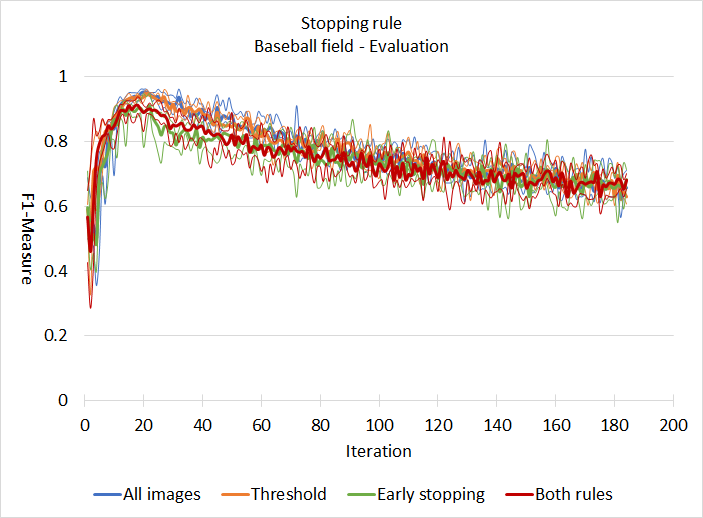 Stopping rule
Baseball field - Evaluation
1
0.8
0.6
0.4
0.2
0
F1-Measure
0 20 40 60 80 100 120 140 160 180 200
Iteration
All images Threshold Early stopping Both rules